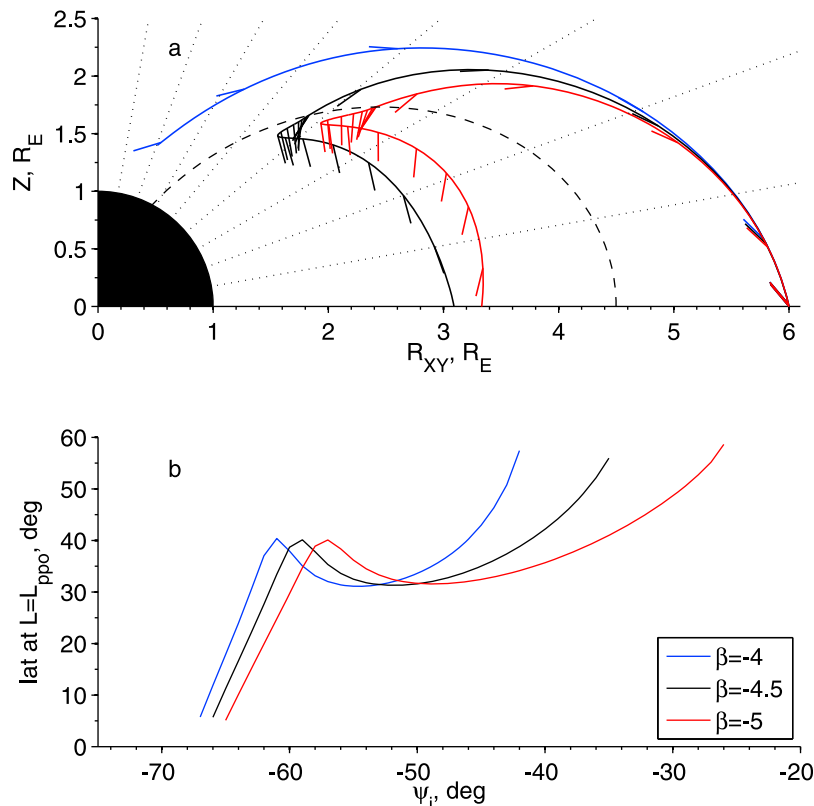 2.5
2
1.5
1
0.5
0
Z, R_E
a
0 1 2 3 4 5 6
R_XY, R_E
60
50
40
30
20
10
0
lat at L=L_ppo, deg
b
β=-4
β=-4.5
β=-5
-70 -60 -50 -40 -30 -20
ψ_i, deg